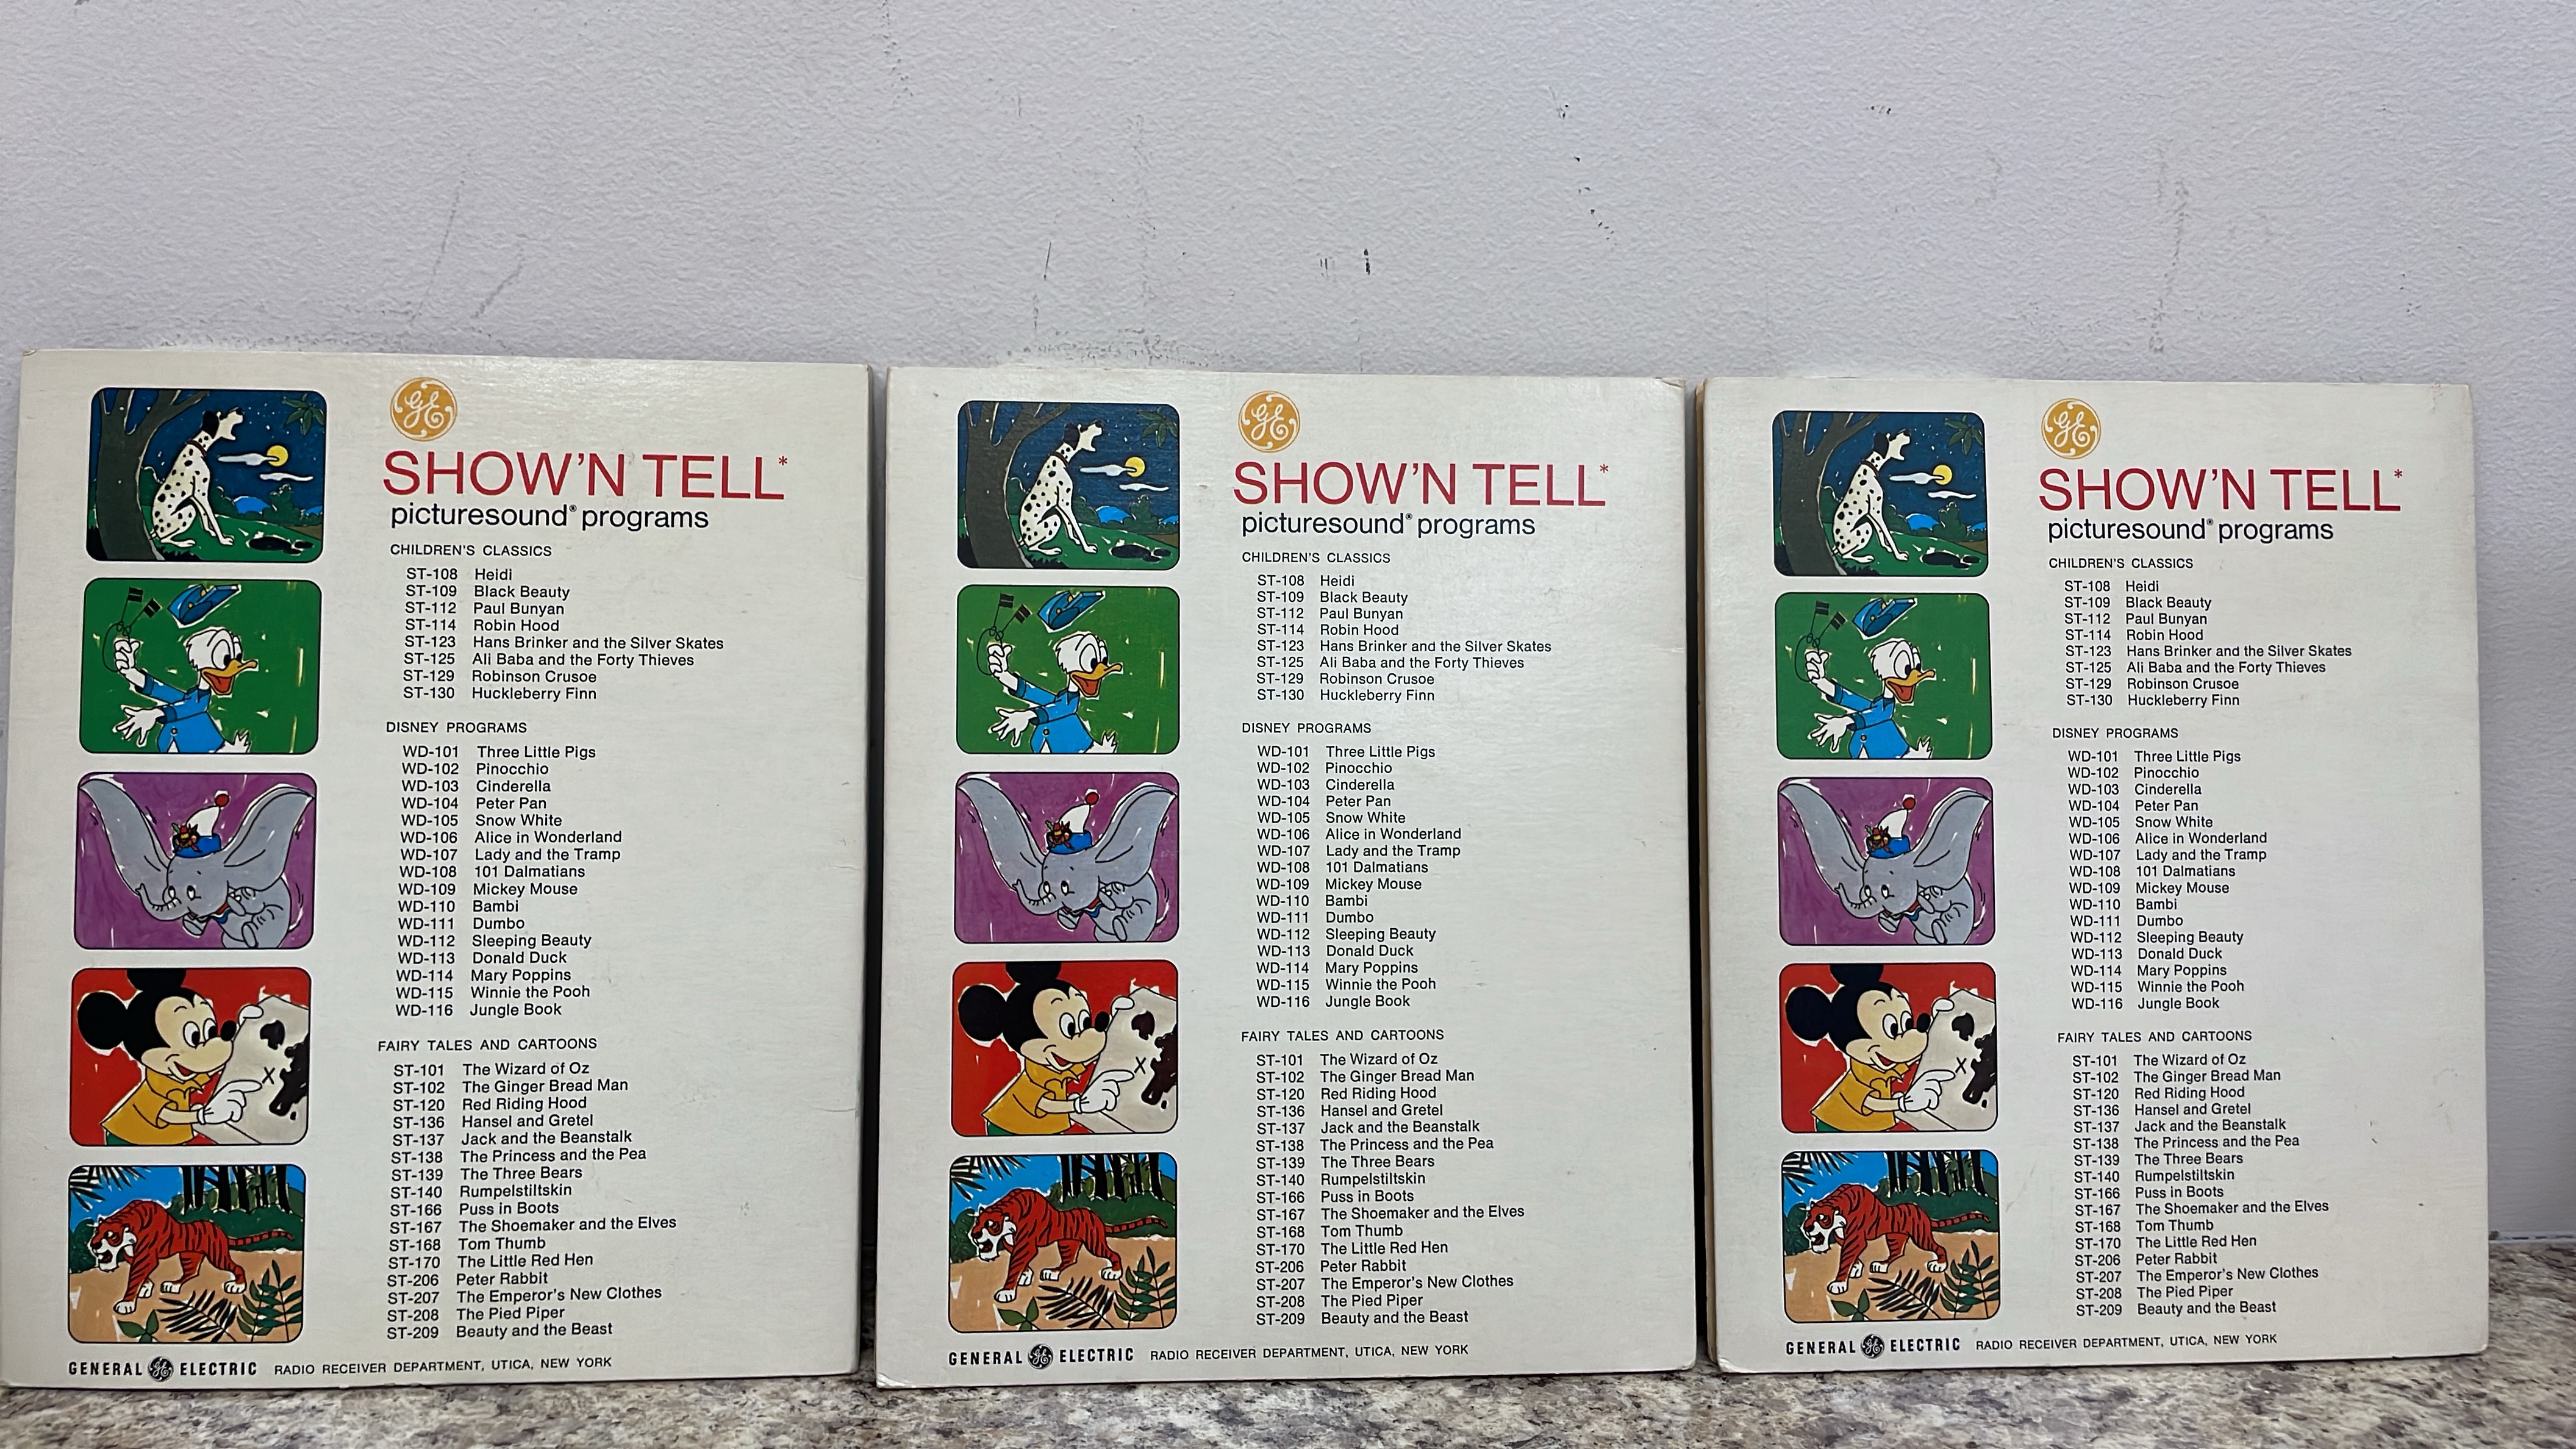 GE
SHOW'N TELL*
picturesound® programs
CHILDREN'S CLASSICS
ST-108 Heidi
ST-109 Black Beauty
ST-112 Paul Bunyan
ST-114 Robin Hood
ST-123 Hans Brinker and the Silver Skates
ST-125 Ali Baba and the Forty Thieves
ST-129 Robinson Crusoe
ST-130 Huckleberry Finn
DISNEY PROGRAMS
WD-101 Three Little Pigs
WD-102 Pinocchio
WD-103 Cinderella
WD-104 Peter Pan
WD-105 Snow White
WD-106 Alice in Wonderland
WD-107 Lady and the Tramp
WD-108 101 Dalmatians
WD-109 Mickey Mouse
WD-110 Bambi
WD-111 Dumbo
WD-112 Sleeping Beauty
WD-113 Donald Duck
WD-114 Mary Poppins
WD-115 Winnie the Pooh
WD-116 Jungle Book
FAIRY TALES AND CARTOONS
ST-101 The Wizard of Oz
ST-102 The Ginger Bread Man
ST-120 Red Riding Hood
ST-136 Hansel and Gretel
ST-137 Jack and the Beanstalk
ST-138 The Princess and the Pea
ST-139 The Three Bears
ST-140 Rumpelstiltskin
ST-166 Puss in Boots
ST-167 The Shoemaker and the Elves
ST-168 Tom Thumb
ST-170 The Little Red Hen
ST-206 Peter Rabbit
ST-207 The Emperor's New Clothes
ST-208 The Pied Piper
ST-209 Beauty and the Beast
GENERAL GE ELECTRIC RADIO RECEIVER DEPARTMENT, UTICA, NEW YORK
GE
SHOW'N TELL*
picturesound® programs
CHILDREN'S CLASSICS
ST-108 Heidi
ST-109 Black Beauty
ST-112 Paul Bunyan
ST-114 Robin Hood
ST-123 Hans Brinker and the Silver Skates
ST-125 Ali Baba and the Forty Thieves
ST-129 Robinson Crusoe
ST-130 Huckleberry Finn
DISNEY PROGRAMS
WD-101 Three Little Pigs
WD-102 Pinocchio
WD-103 Cinderella
WD-104 Peter Pan
WD-105 Snow White
WD-106 Alice in Wonderland
WD-107 Lady and the Tramp
WD-108 101 Dalmatians
WD-109 Mickey Mouse
WD-110 Bambi
WD-111 Dumbo
WD-112 Sleeping Beauty
WD-113 Donald Duck
WD-114 Mary Poppins
WD-115 Winnie the Pooh
WD-116 Jungle Book
FAIRY TALES AND CARTOONS
ST-101 The Wizard of Oz
ST-102 The Ginger Bread Man
ST-120 Red Riding Hood
ST-136 Hansel and Gretel
ST-137 Jack and the Beanstalk
ST-138 The Princess and the Pea
ST-139 The Three Bears
ST-140 Rumpelstiltskin
ST-166 Puss in Boots
ST-167 The Shoemaker and the Elves
ST-168 Tom Thumb
ST-170 The Little Red Hen
ST-206 Peter Rabbit
ST-207 The Emperor's New Clothes
ST-208 The Pied Piper
ST-209 Beauty and the Beast
GENERAL GE ELECTRIC RADIO RECEIVER DEPARTMENT, UTICA, NEW YORK
GE
SHOW'N TELL*
picturesound® programs
CHILDREN'S CLASSICS
ST-108 Heidi
ST-109 Black Beauty
ST-112 Paul Bunyan
ST-114 Robin Hood
ST-123 Hans Brinker and the Silver Skates
ST-125 Ali Baba and the Forty Thieves
ST-129 Robinson Crusoe
ST-130 Huckleberry Finn
DISNEY PROGRAMS
WD-101 Three Little Pigs
WD-102 Pinocchio
WD-103 Cinderella
WD-104 Peter Pan
WD-105 Snow White
WD-106 Alice in Wonderland
WD-107 Lady and the Tramp
WD-108 101 Dalmatians
WD-109 Mickey Mouse
WD-110 Bambi
WD-111 Dumbo
WD-112 Sleeping Beauty
WD-113 Donald Duck
WD-114 Mary Poppins
WD-115 Winnie the Pooh
WD-116 Jungle Book
FAIRY TALES AND CARTOONS
ST-101 The Wizard of Oz
ST-102 The Ginger Bread Man
ST-120 Red Riding Hood
ST-136 Hansel and Gretel
ST-137 Jack and the Beanstalk
ST-138 The Princess and the Pea
ST-139 The Three Bears
ST-140 Rumpelstiltskin
ST-166 Puss in Boots
ST-167 The Shoemaker and the Elves
ST-168 Tom Thumb
ST-170 The Little Red Hen
ST-206 Peter Rabbit
ST-207 The Emperor's New Clothes
ST-208 The Pied Piper
ST-209 Beauty and the Beast
GENERAL GE ELECTRIC RADIO RECEIVER DEPARTMENT, UTICA, NEW YORK